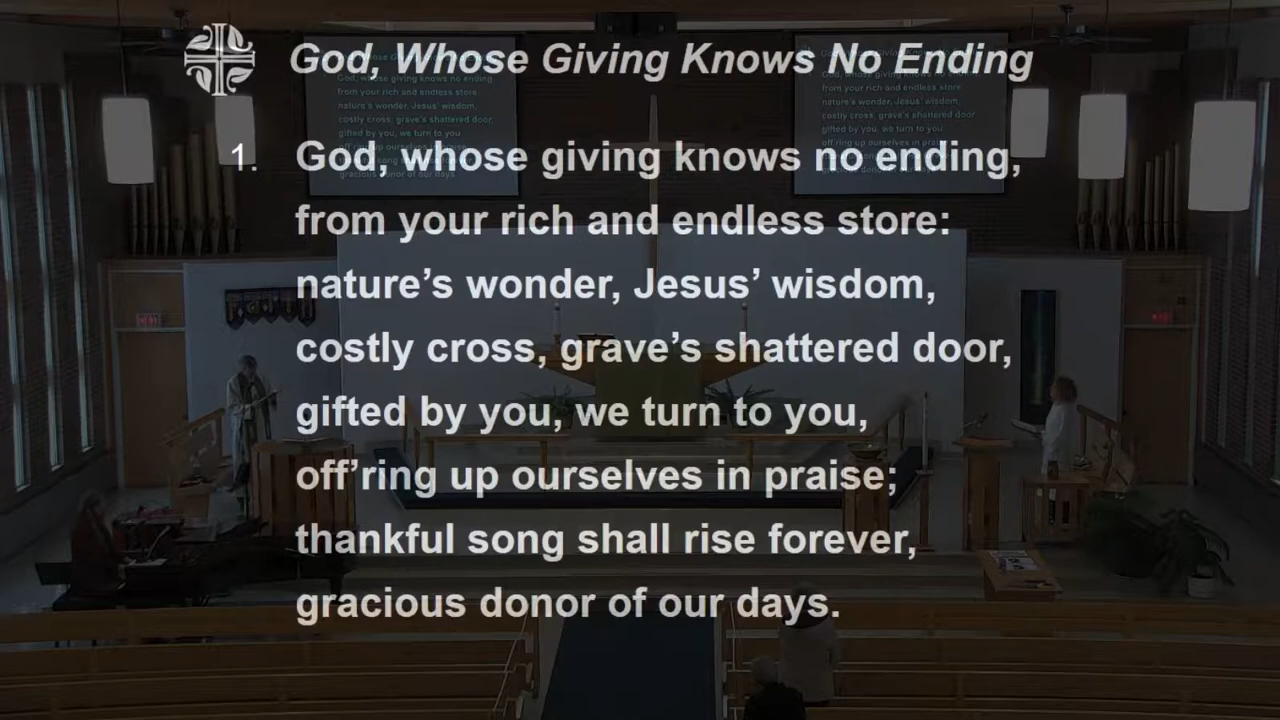 God, Whose Giving Knows No Ending
1. God, whose giving knows no ending,
from your rich and endless store:
nature’s wonder, Jesus’ wisdom,
costly cross, grave’s shattered door,
gifted by you, we turn to you,
off’ring up ourselves in praise;
thankful song shall rise forever,
gracious donor of our days.